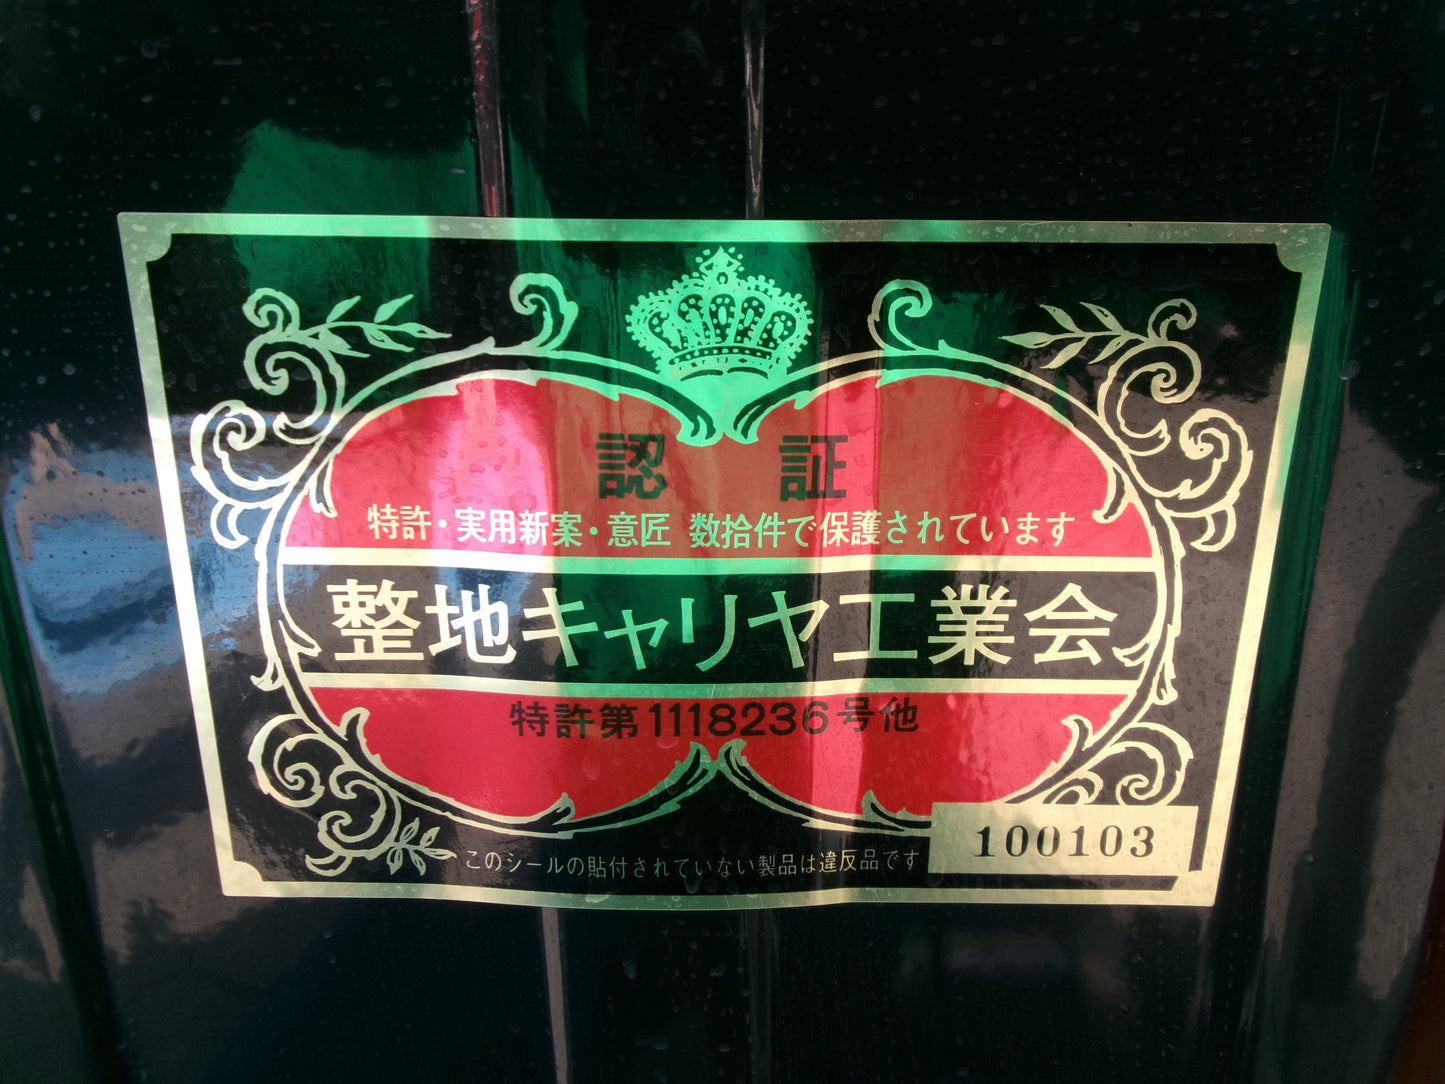 認 証
特許・実用新案・意匠 数拾件で保護されています
整地キャリヤ工業会
特許第1118236号他
このシールの貼付されていない製品は違反品です
100103